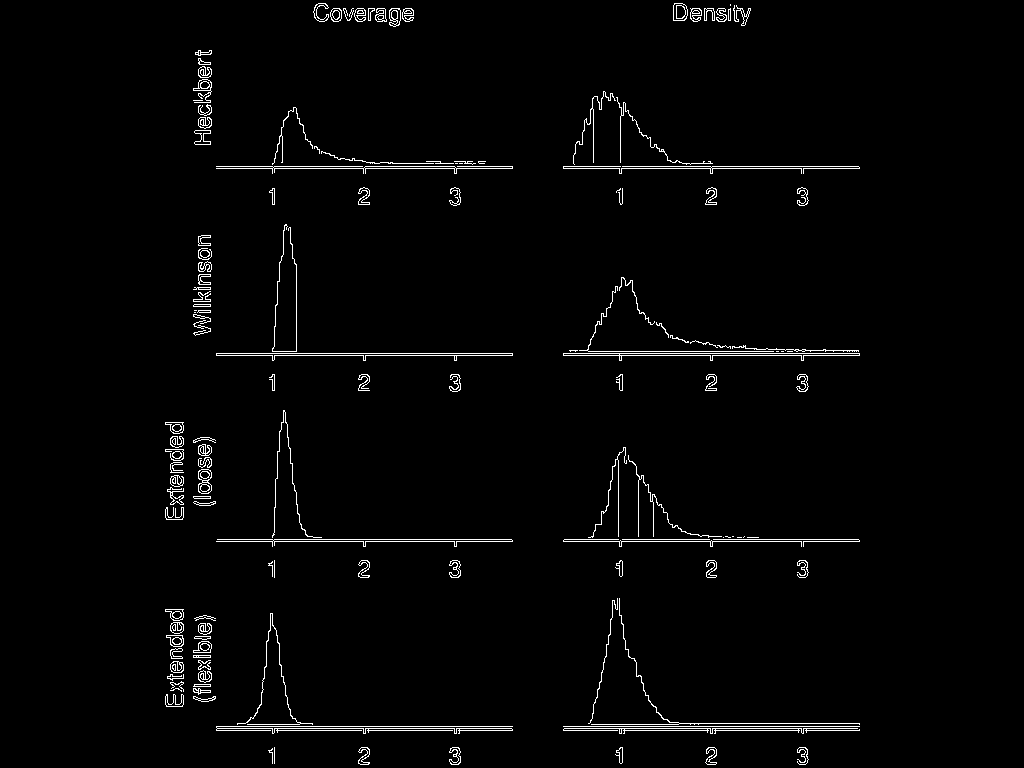 Coverage Density
Heckbert
1 2 3 1 2 3
Wilkinson
1 2 3 1 2 3
Extended
(loose)
1 2 3 1 2 3
Extended
(flexible)
1 2 3 1 2 3